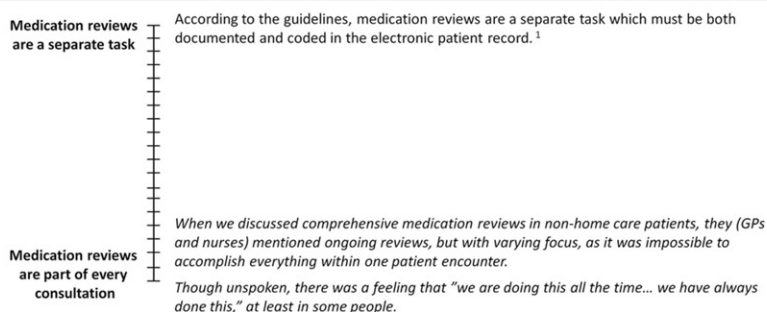 Medication reviews
are a separate task
According to the guidelines, medication reviews are a separate task which must be both
documented and coded in the electronic patient record. 1
When we discussed comprehensive medication reviews in non-home care patients, they (GPs
and nurses) mentioned ongoing reviews, but with varying focus, as it was impossible to
accomplish everything within one patient encounter.
Medication reviews
are part of every
consultation
Though unspoken, there was a feeling that ”we are doing this all the time... we have always
done this,” at least in some people.